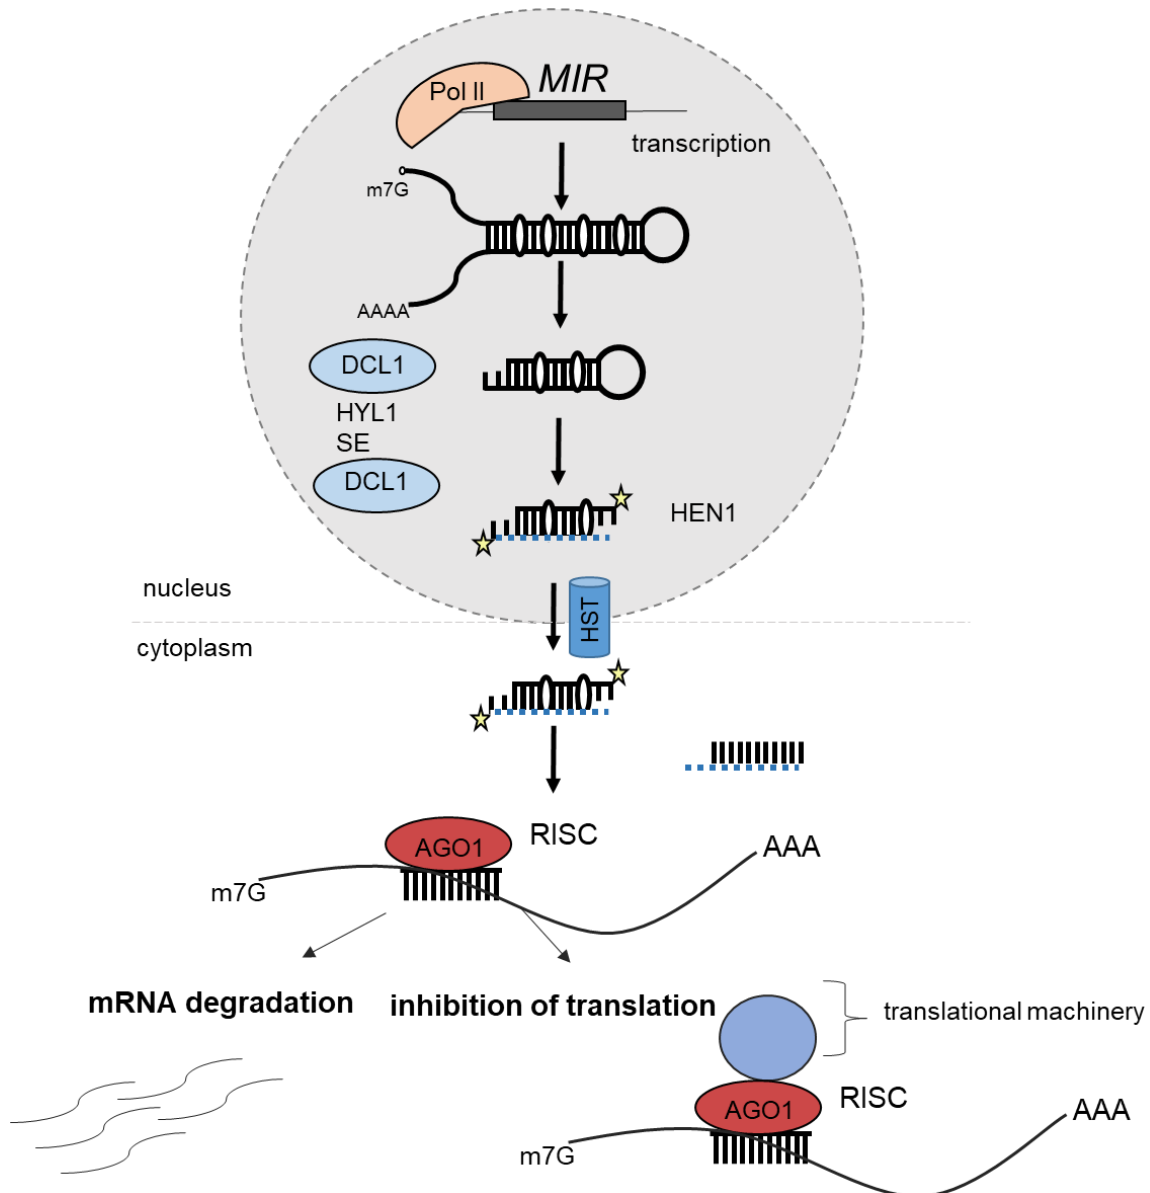 Pol II
MIR
transcription
m7G
AAAA
DCL1
HYL1
SE
DCL1
HEN1
nucleus
HST
cytoplasm
AGO1
RISC
AAA
m7G
mRNA degradation
inhibition of translation
translational machinery
AGO1
RISC
AAA
m7G